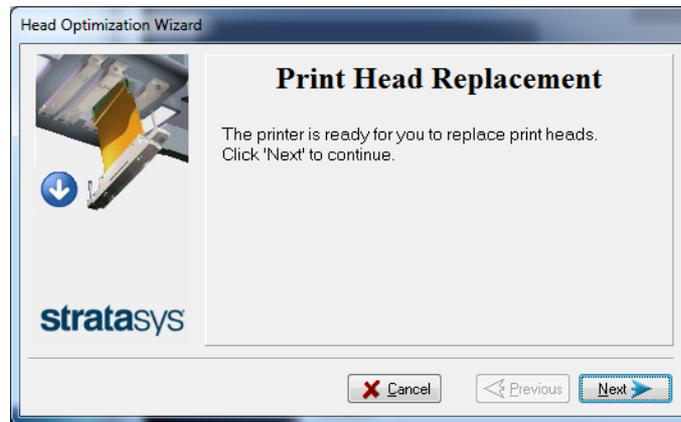 Head Optimization Wizard
Print Head Replacement
The printer is ready for you to replace print heads.
Click 'Next' to continue.
stratasys
Cancel
Previous
Next